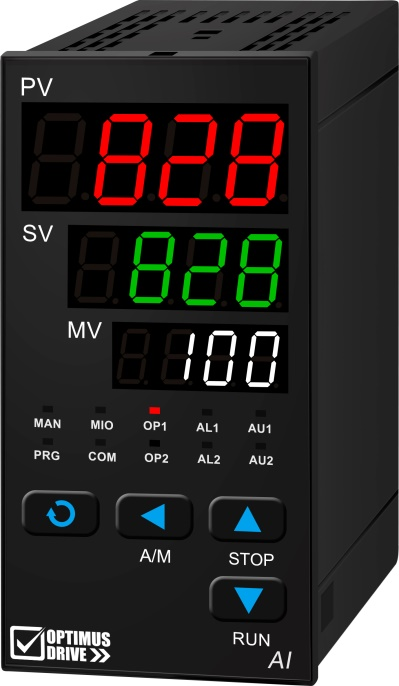 PV
828
SV
828
MV
100
MAN MIO OP1 AL1 AU1
PRG COM OP2 AL2 AU2
A/M STOP
RUN
OPTIMUS
DRIVE
AI